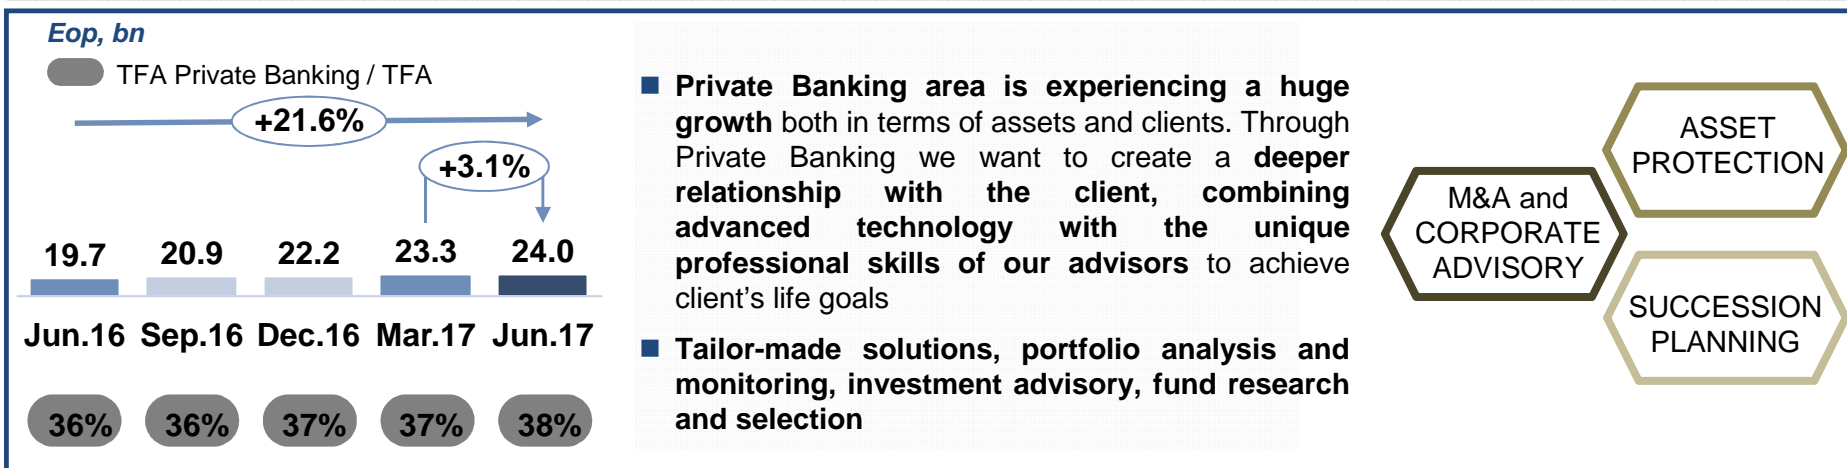 Eop, bn
TFA Private Banking / TFA
+21.6%
+3.1%
19.7 20.9 22.2 23.3 24.0
Jun.16 Sep.16 Dec.16 Mar.17 Jun.17
36% 36% 37% 37% 38%
Private Banking area is experiencing a huge
growth both in terms of assets and clients. Through
Private Banking we want to create a deeper
relationship with the client, combining
advanced technology with the unique
professional skills of our advisors to achieve
client’s life goals
Tailor-made solutions, portfolio analysis and
monitoring, investment advisory, fund research
and selection
M&A and
CORPORATE
ADVISORY
ASSET
PROTECTION
SUCCESSION
PLANNING